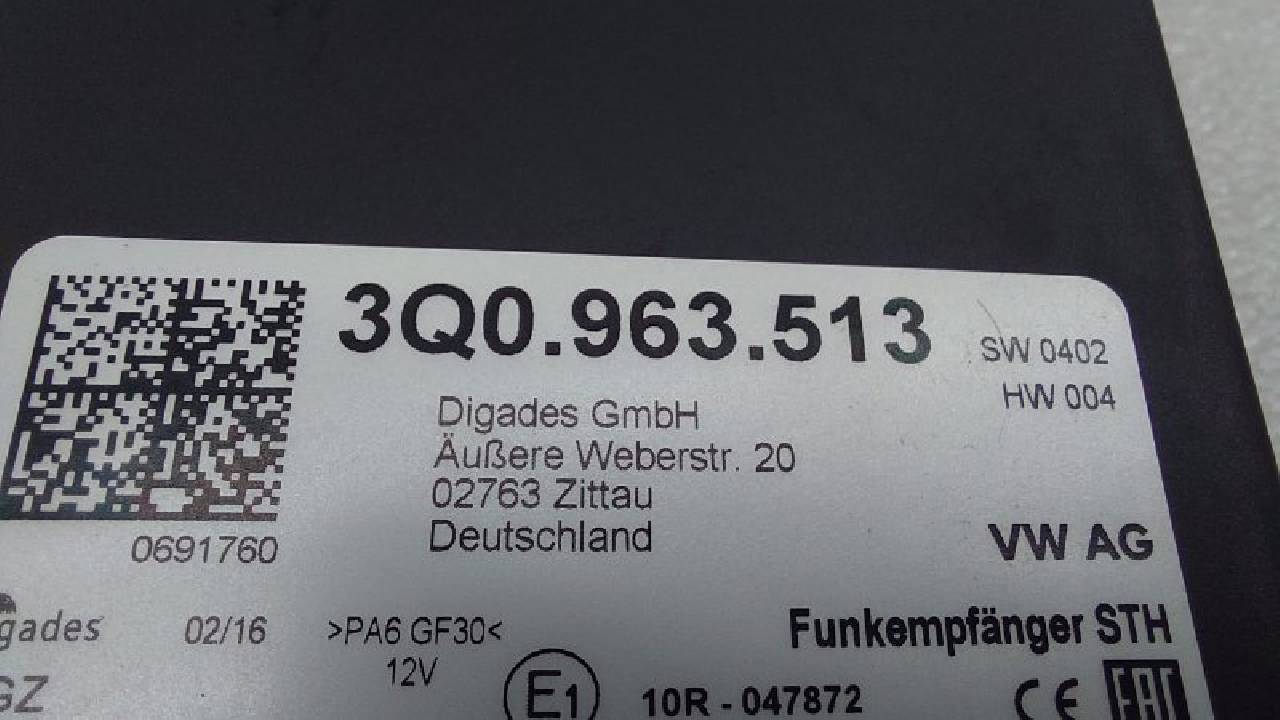 3Q0.963.513
SW 0402
HW 004
Digades GmbH
Äußere Weberstr. 20
02763 Zittau
Deutschland
0691760
VW AG
gades
02/16
>PA6 GF30<
12V
Funkempfänger STH
GZ
E1
10R - 047872
CE
EAC